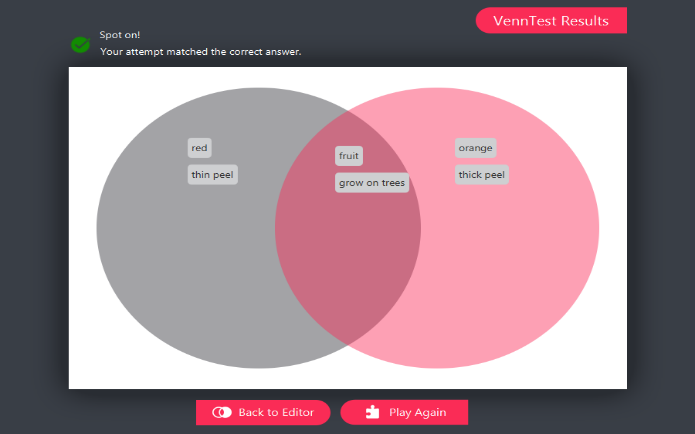 VennTest Results
Spot on!
Your attempt matched the correct answer.
red
fruit
orange
thin peel
grow on trees
thick peel
Back to Editor
Play Again